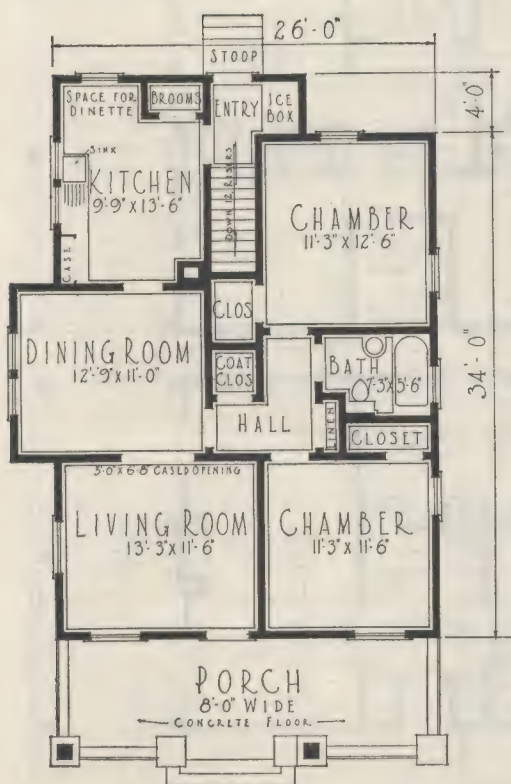 26'-0"
STOOP
SPACE FOR
DINETTE
BROOMS
ENTRY
ICE
BOX
4'-0"
SINK
KITCHEN
9'-9" X 13'-6"
DOWN 12 RISERS
CHAMBER
11'-3" X 12'-6"
CASE
CLOS
DINING ROOM
12'-9" X 11'-0"
COAT
CLOS
BATH
7'-3" X 5'-6"
34'-0"
HALL
LINEN
CLOSET
5'-0" X 6'-8" CASED OPENING
LIVING ROOM
13'-3" X 11'-6"
CHAMBER
11'-3" X 11'-6"
PORCH
8'-0" WIDE
CONCRETE FLOOR